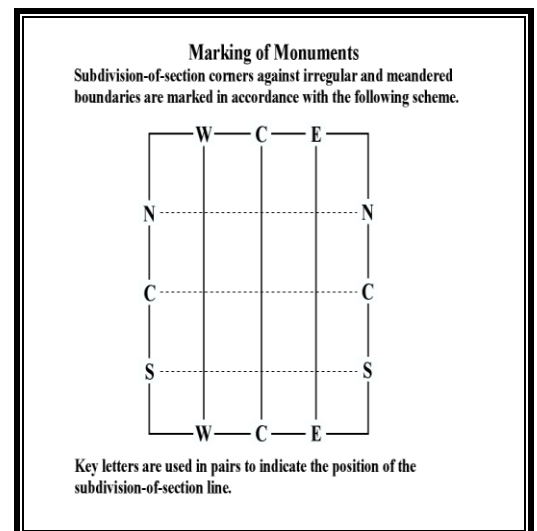 Marking of Monuments
Subdivision-of-section corners against irregular and meandered
boundaries are marked in accordance with the following scheme.
W C E
N N
C C
S S
W C E
Key letters are used in pairs to indicate the position of the
subdivision-of-section line.